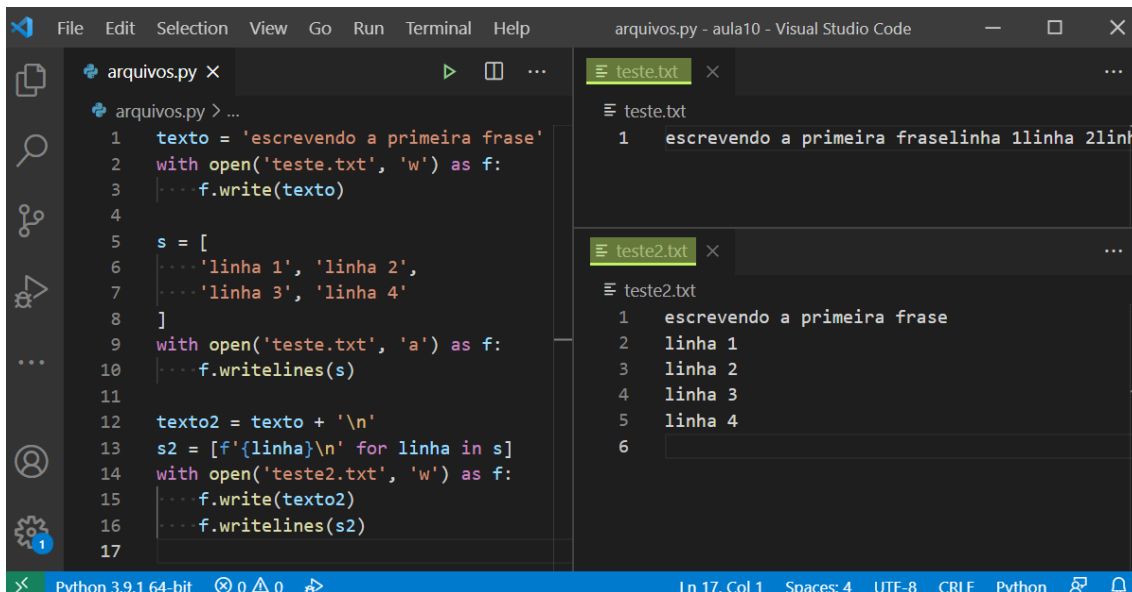 File Edit Selection View Go Run Terminal Help arquivos.py - aula10 - Visual Studio Code
arquivos.py
arquivos.py > ...
1 texto = 'escrevendo a primeira frase'
2 with open('teste.txt', 'w') as f:
3 ····f.write(texto)
4
5 s = [
6 ····'linha 1', 'linha 2',
7 ····'linha 3', 'linha 4'
8 ]
9 with open('teste.txt', 'a') as f:
10 ····f.writelines(s)
11
12 texto2 = texto + '\n'
13 s2 = [f'{linha}\n' for linha in s]
14 with open('teste2.txt', 'w') as f:
15 ····f.write(texto2)
16 ····f.writelines(s2)
17
teste.txt
teste.txt
1 escrevendo a primeira fraselinha 1linha 2linh
teste2.txt
teste2.txt
1 escrevendo a primeira frase
2 linha 1
3 linha 2
4 linha 3
5 linha 4
6
1
Python 3.9.1 64-bit 0 0 Ln 17, Col 1 Spaces: 4 UTF-8 CRLF Python